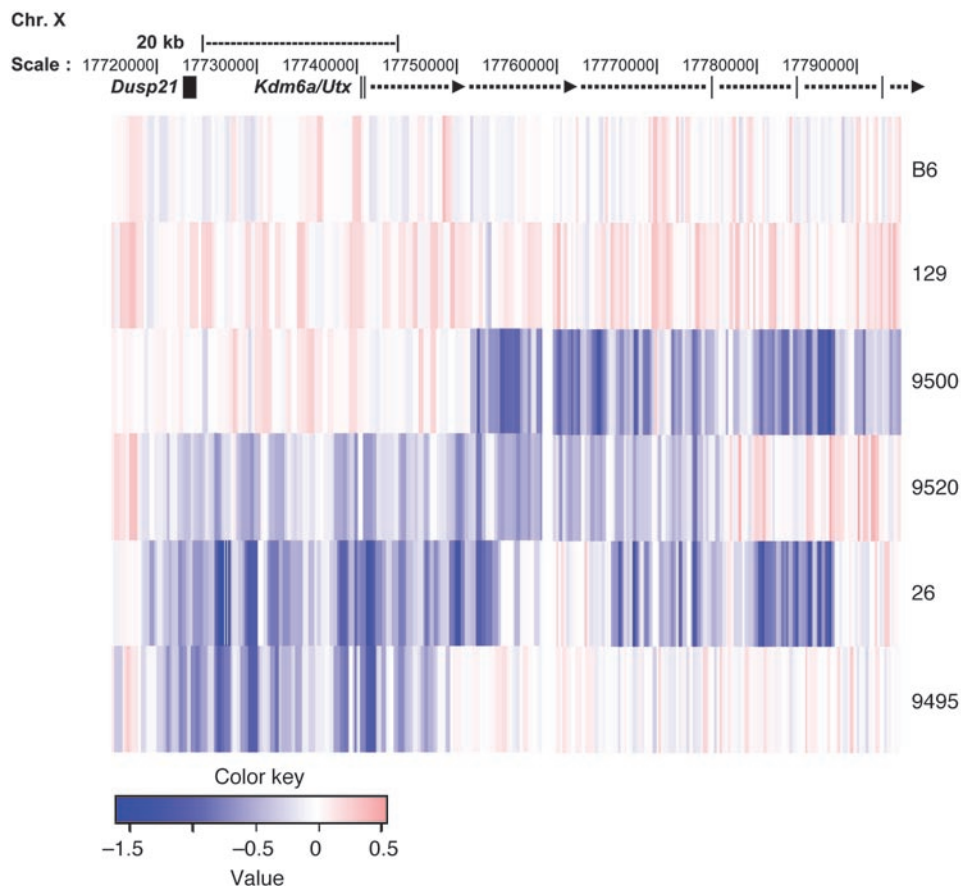 Chr. X
20 kb
Scale : 17720000| 17730000| 17740000| 17750000| 17760000| 17770000| 17780000| 17790000|
Dusp21 Kdm6a/Utx
B6
129
9500
9520
26
9495
Color key
−1.5 −0.5 0 0.5
Value